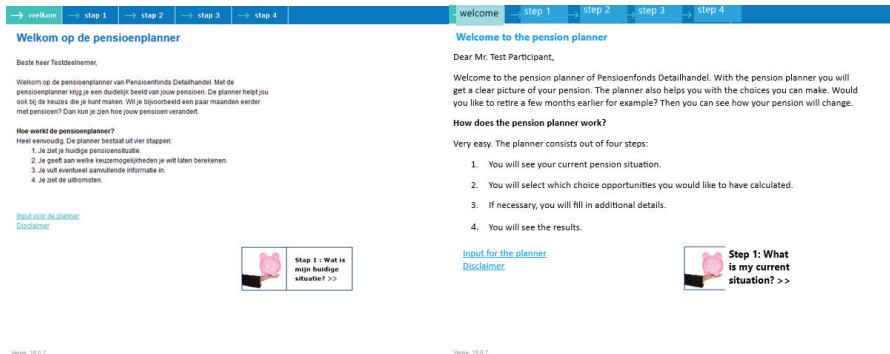 → welkom → stap 1 → stap 2 → stap 3 → stap 4
Welkom op de pensioenplanner
Beste heer Testdeelnemer,
Welkom op de pensioenplanner van Pensioenfonds Detailhandel. Met de
pensioenplanner krijg je een duidelijk beeld van jouw pensioen. De planner helpt jou
ook bij de keuzes die je kunt maken. Wil je bijvoorbeeld een paar maanden eerder
met pensioen? Dan kun je zien hoe jouw pensioen verandert.
Hoe werkt de pensioenplanner?
Heel eenvoudig. De planner bestaat uit vier stappen:
1. Je ziet je huidige pensioensituatie.
2. Je geeft aan welke keuzemogelijkheden je wilt laten berekenen.
3. Je vult eventueel aanvullende informatie in.
4. Je ziet de uitkomsten.
Input voor de planner
Disclaimer
Stap 1 : Wat is
mijn huidige
situatie? >>
Versie: 15.0.7
welcome → step 1 → step 2 → step 3 → step 4
Welcome to the pension planner
Dear Mr. Test Participant,
Welcome to the pension planner of Pensioenfonds Detailhandel. With the pension planner you will
get a clear picture of your pension. The planner also helps you with the choices you can make. Would
you like to retire a few months earlier for example? Then you can see how your pension will change.
How does the pension planner work?
Very easy. The planner consists out of four steps:
1. You will see your current pension situation.
2. You will select which choice opportunities you would like to have calculated.
3. If necessary, you will fill in additional details.
4. You will see the results.
Input for the planner
Disclaimer
Step 1: What
is my current
situation? >>
Versie: 15.0.7